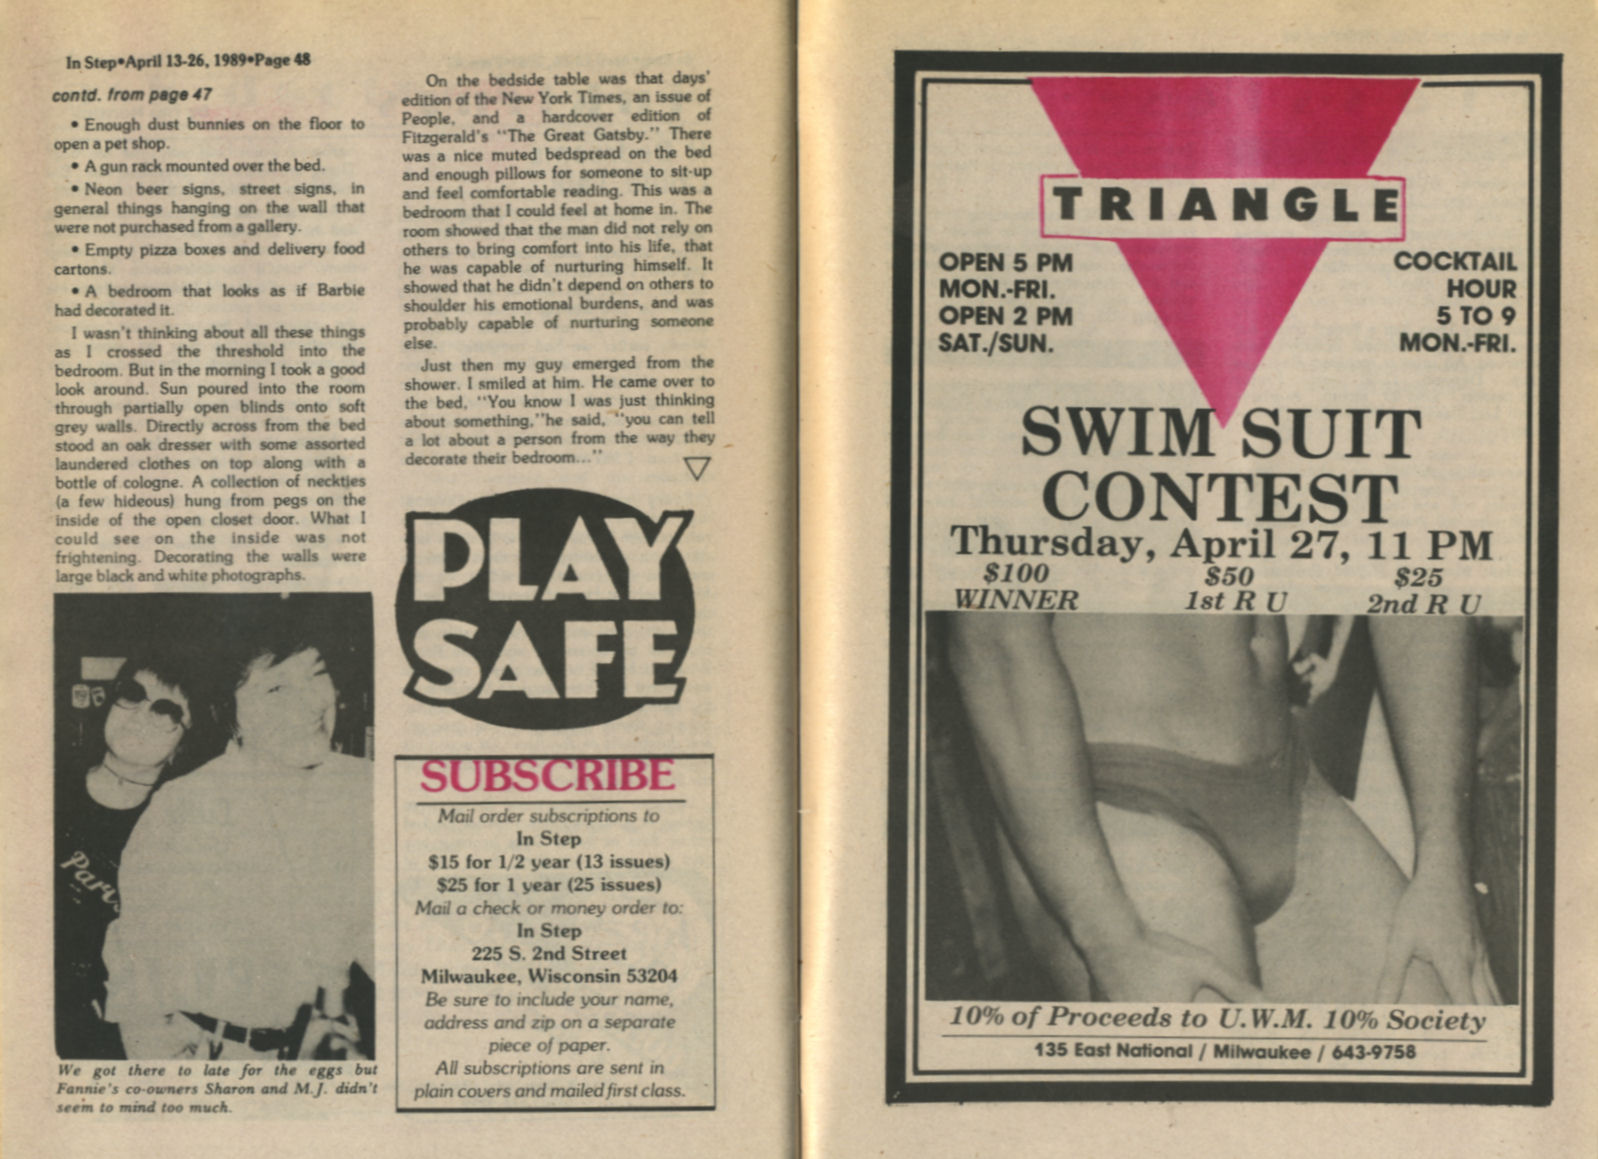 In Step•April 13-26, 1989•Page 48
contd. from page 47
• Enough dust bunnies on the floor to
open a pet shop.
• A gun rack mounted over the bed.
• Neon beer signs, street signs, in
general things hanging on the wall that
were not purchased from a gallery.
• Empty pizza boxes and delivery food
cartons.
• A bedroom that looks as if Barbie
had decorated it.
I wasn't thinking about all these things
as I crossed the threshold into the
bedroom. But in the morning I took a good
look around. Sun poured into the room
through partially open blinds onto soft
grey walls. Directly across from the bed
stood an oak dresser with some assorted
laundered clothes on top along with a
bottle of cologne. A collection of neckties
(a few hideous) hung from pegs on the
inside of the open closet door. What I
could see on the inside was not
frightening. Decorating the walls were
large black and white photographs.
We got there to late for the eggs but
Fannie's co-owners Sharon and M.J. didn't
seem to mind too much.
On the bedside table was that days'
edition of the New York Times, an issue of
People, and a hardcover edition of
Fitzgerald's "The Great Gatsby." There
was a nice muted bedspread on the bed
and enough pillows for someone to sit-up
and feel comfortable reading. This was a
bedroom that I could feel at home in. The
room showed that the man did not rely on
others to bring comfort into his life, that
he was capable of nurturing himself. It
showed that he didn't depend on others to
shoulder his emotional burdens, and was
probably capable of nurturing someone
else.
Just then my guy emerged from the
shower. I smiled at him. He came over to
the bed, "You know I was just thinking
about something,"he said, "you can tell
a lot about a person from the way they
decorate their bedroom..."
PLAY
SAFE
SUBSCRIBE
Mail order subscriptions to
In Step
$15 for 1/2 year (13 issues)
$25 for 1 year (25 issues)
Mail a check or money order to:
In Step
225 S. 2nd Street
Milwaukee, Wisconsin 53204
Be sure to include your name,
address and zip on a separate
piece of paper.
All subscriptions are sent in
plain covers and mailed first class.
TRIANGLE
OPEN 5 PM
MON.-FRI.
OPEN 2 PM
SAT./SUN.
COCKTAIL
HOUR
5 TO 9
MON.-FRI.
SWIM SUIT
CONTEST
Thursday, April 27, 11 PM
$100 $50 $25
WINNER 1st R U 2nd R U
10% of Proceeds to U.W.M. 10% Society
135 East National / Milwaukee / 643-9758